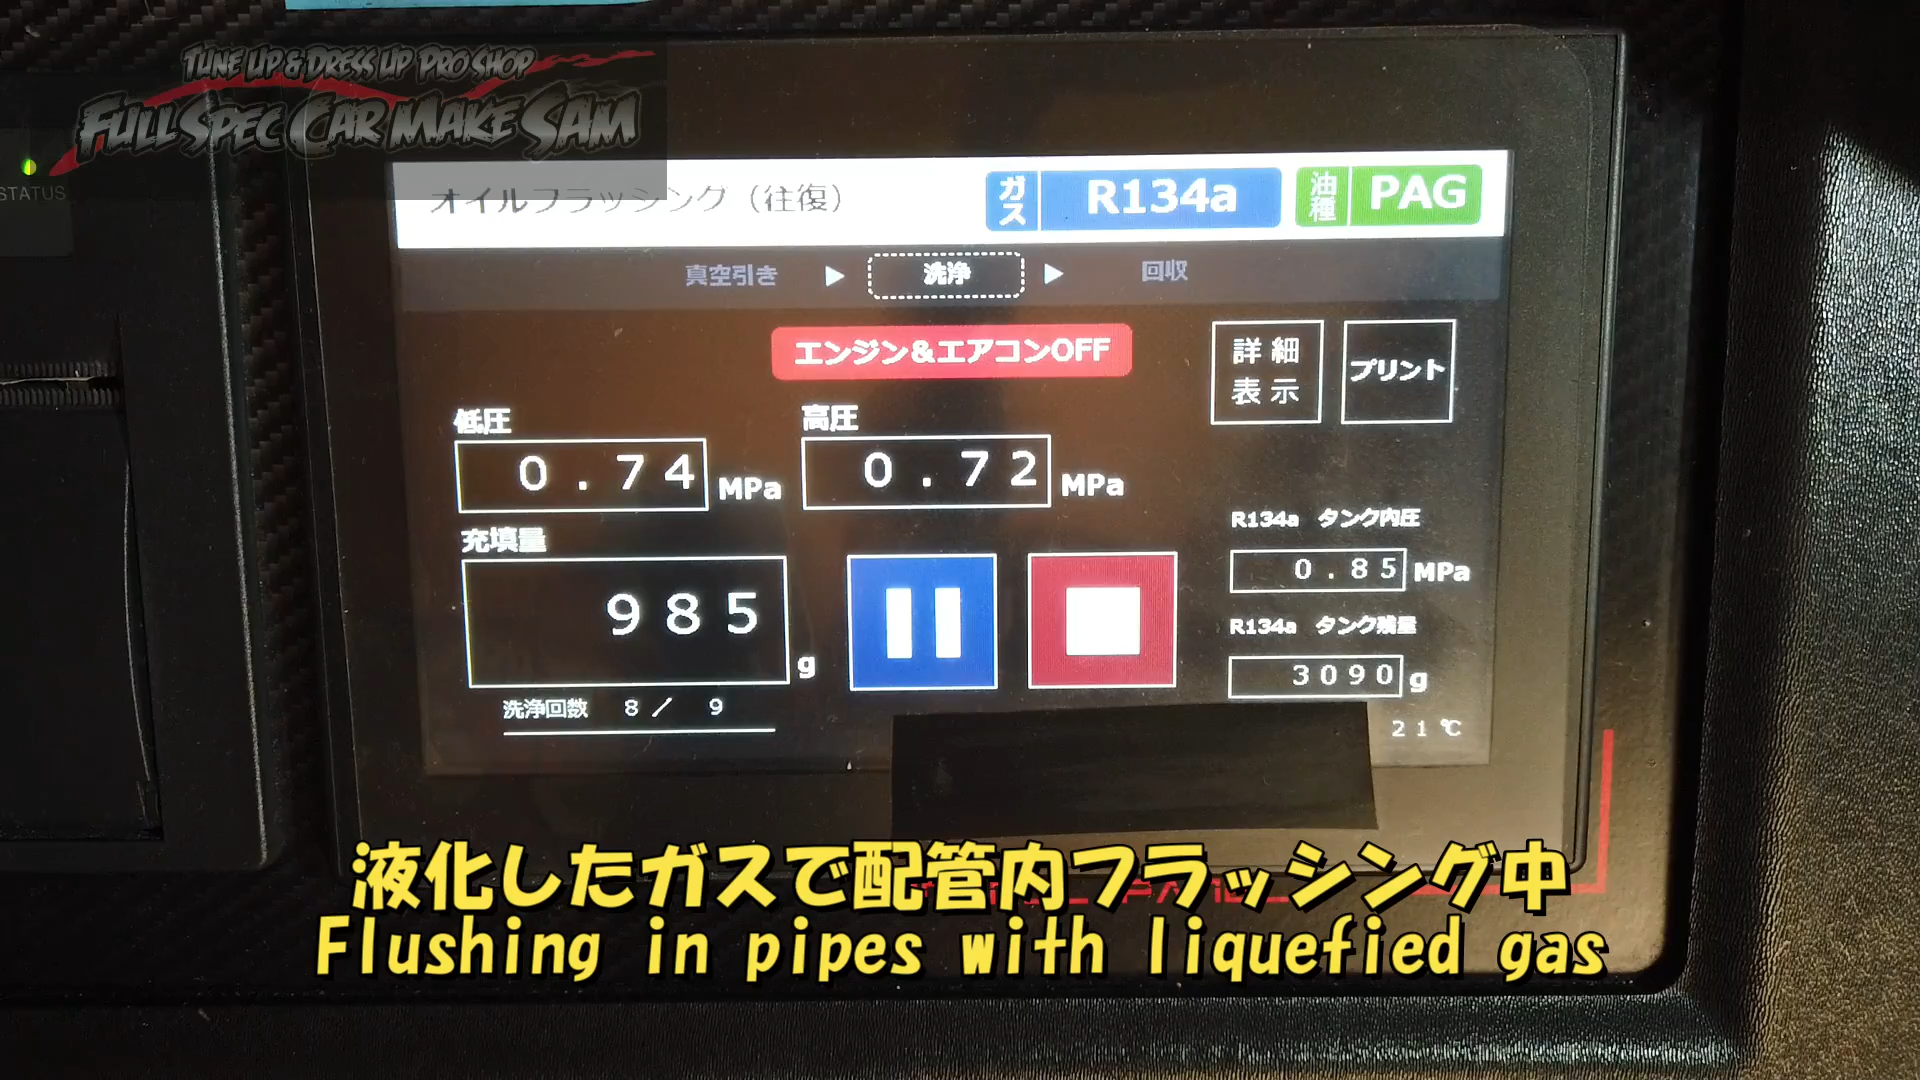 TUNE UP & DRESS UP PRO SHOP
FULL SPEC CAR MAKE SAM
STATUS
オイルフラッシング（往復）
ガス R134a
油種 PAG
真空引き ▶ 洗浄 ▶ 回収
エンジン&エアコンOFF
詳細表示
プリント
低圧
0.74 MPa
高圧
0.72 MPa
充填量
985 g
洗浄回数 8／ 9
R134a タンク内圧
0.85 MPa
R134a タンク残量
3090 g
21℃
液化したガスで配管内フラッシング中
Flushing in pipes with liquefied gas